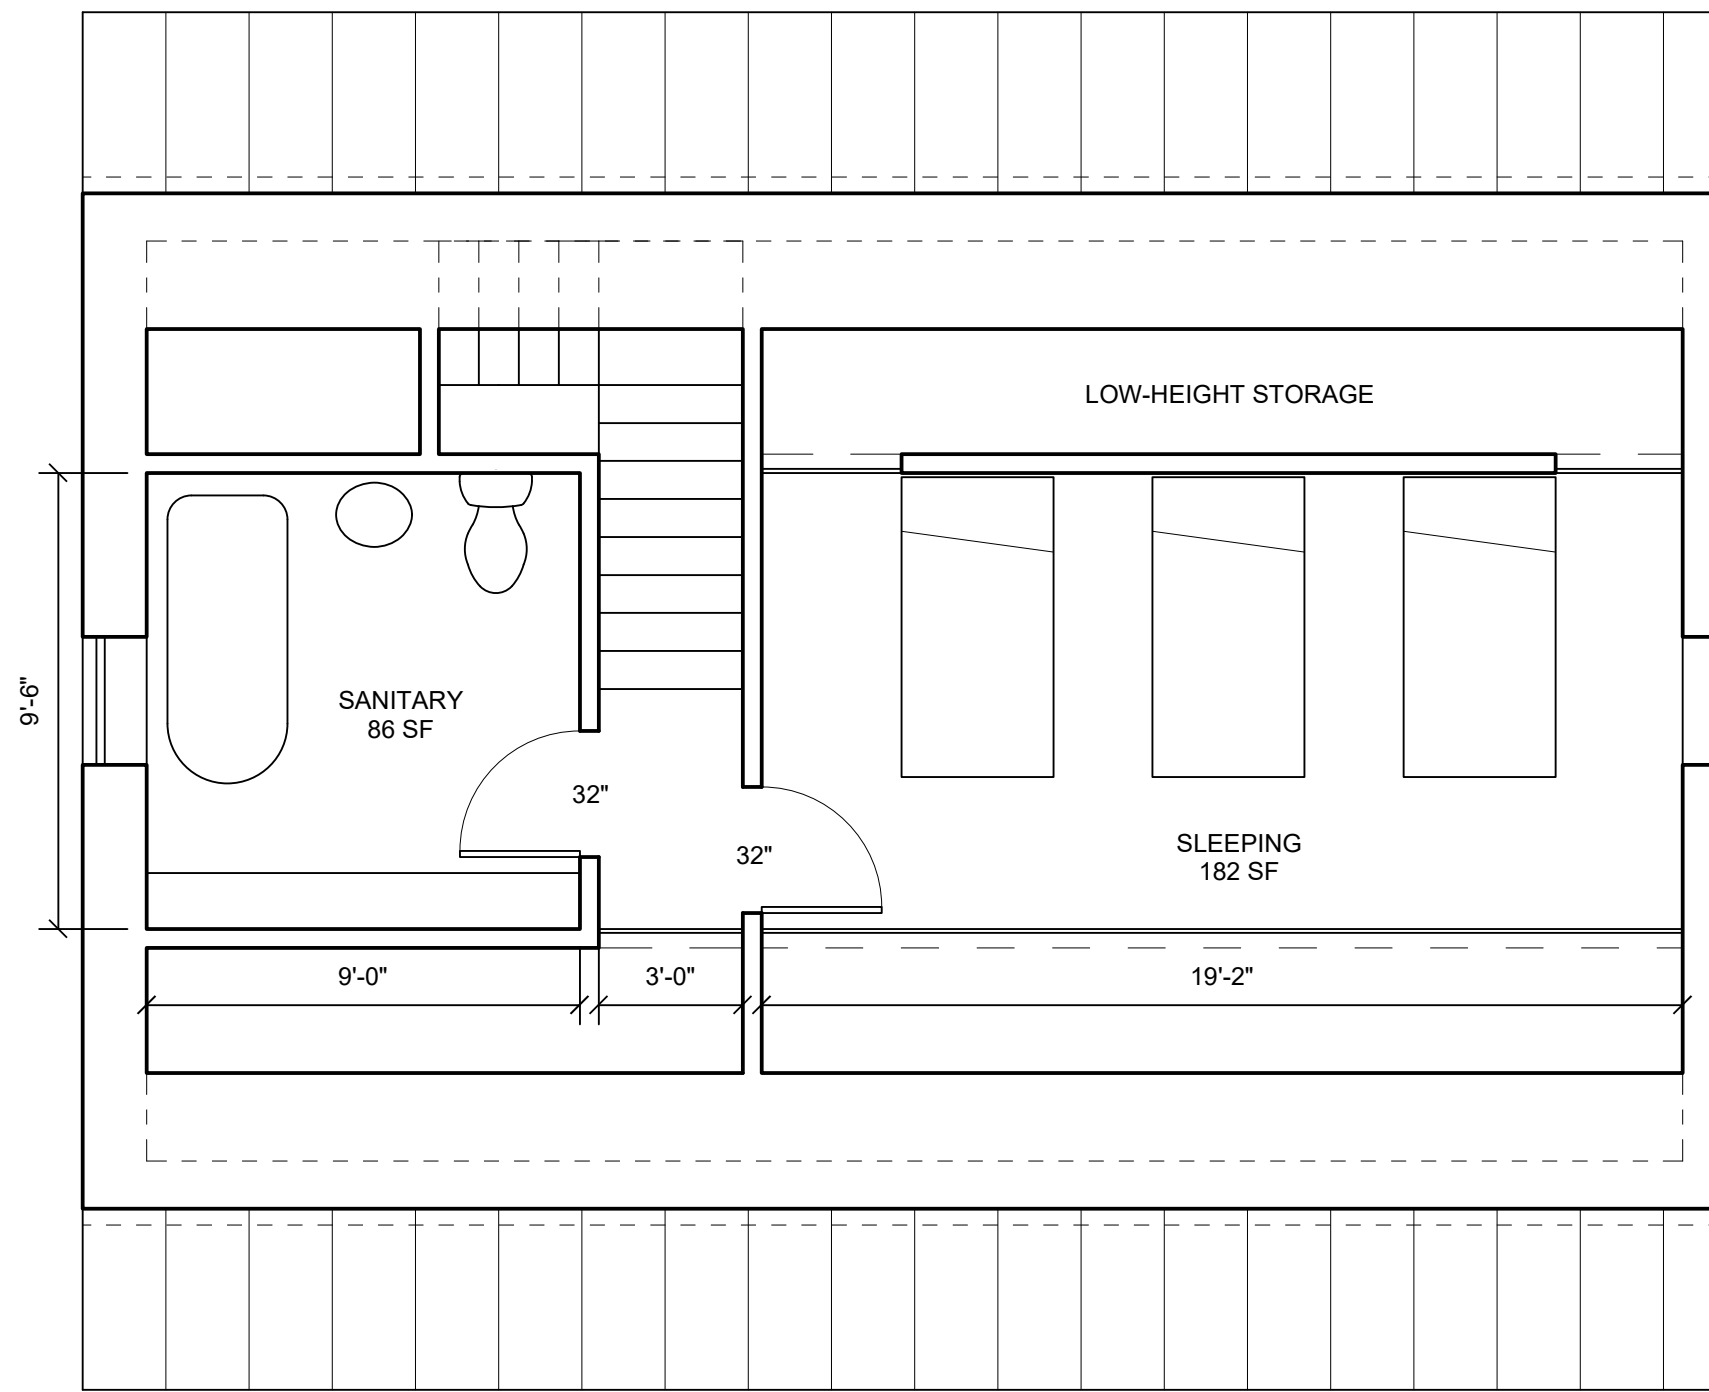 LOW-HEIGHT STORAGE
9'-6"
SANITARY
86 SF
32"
32"
SLEEPING
182 SF
9'-0"
3'-0"
19'-2"